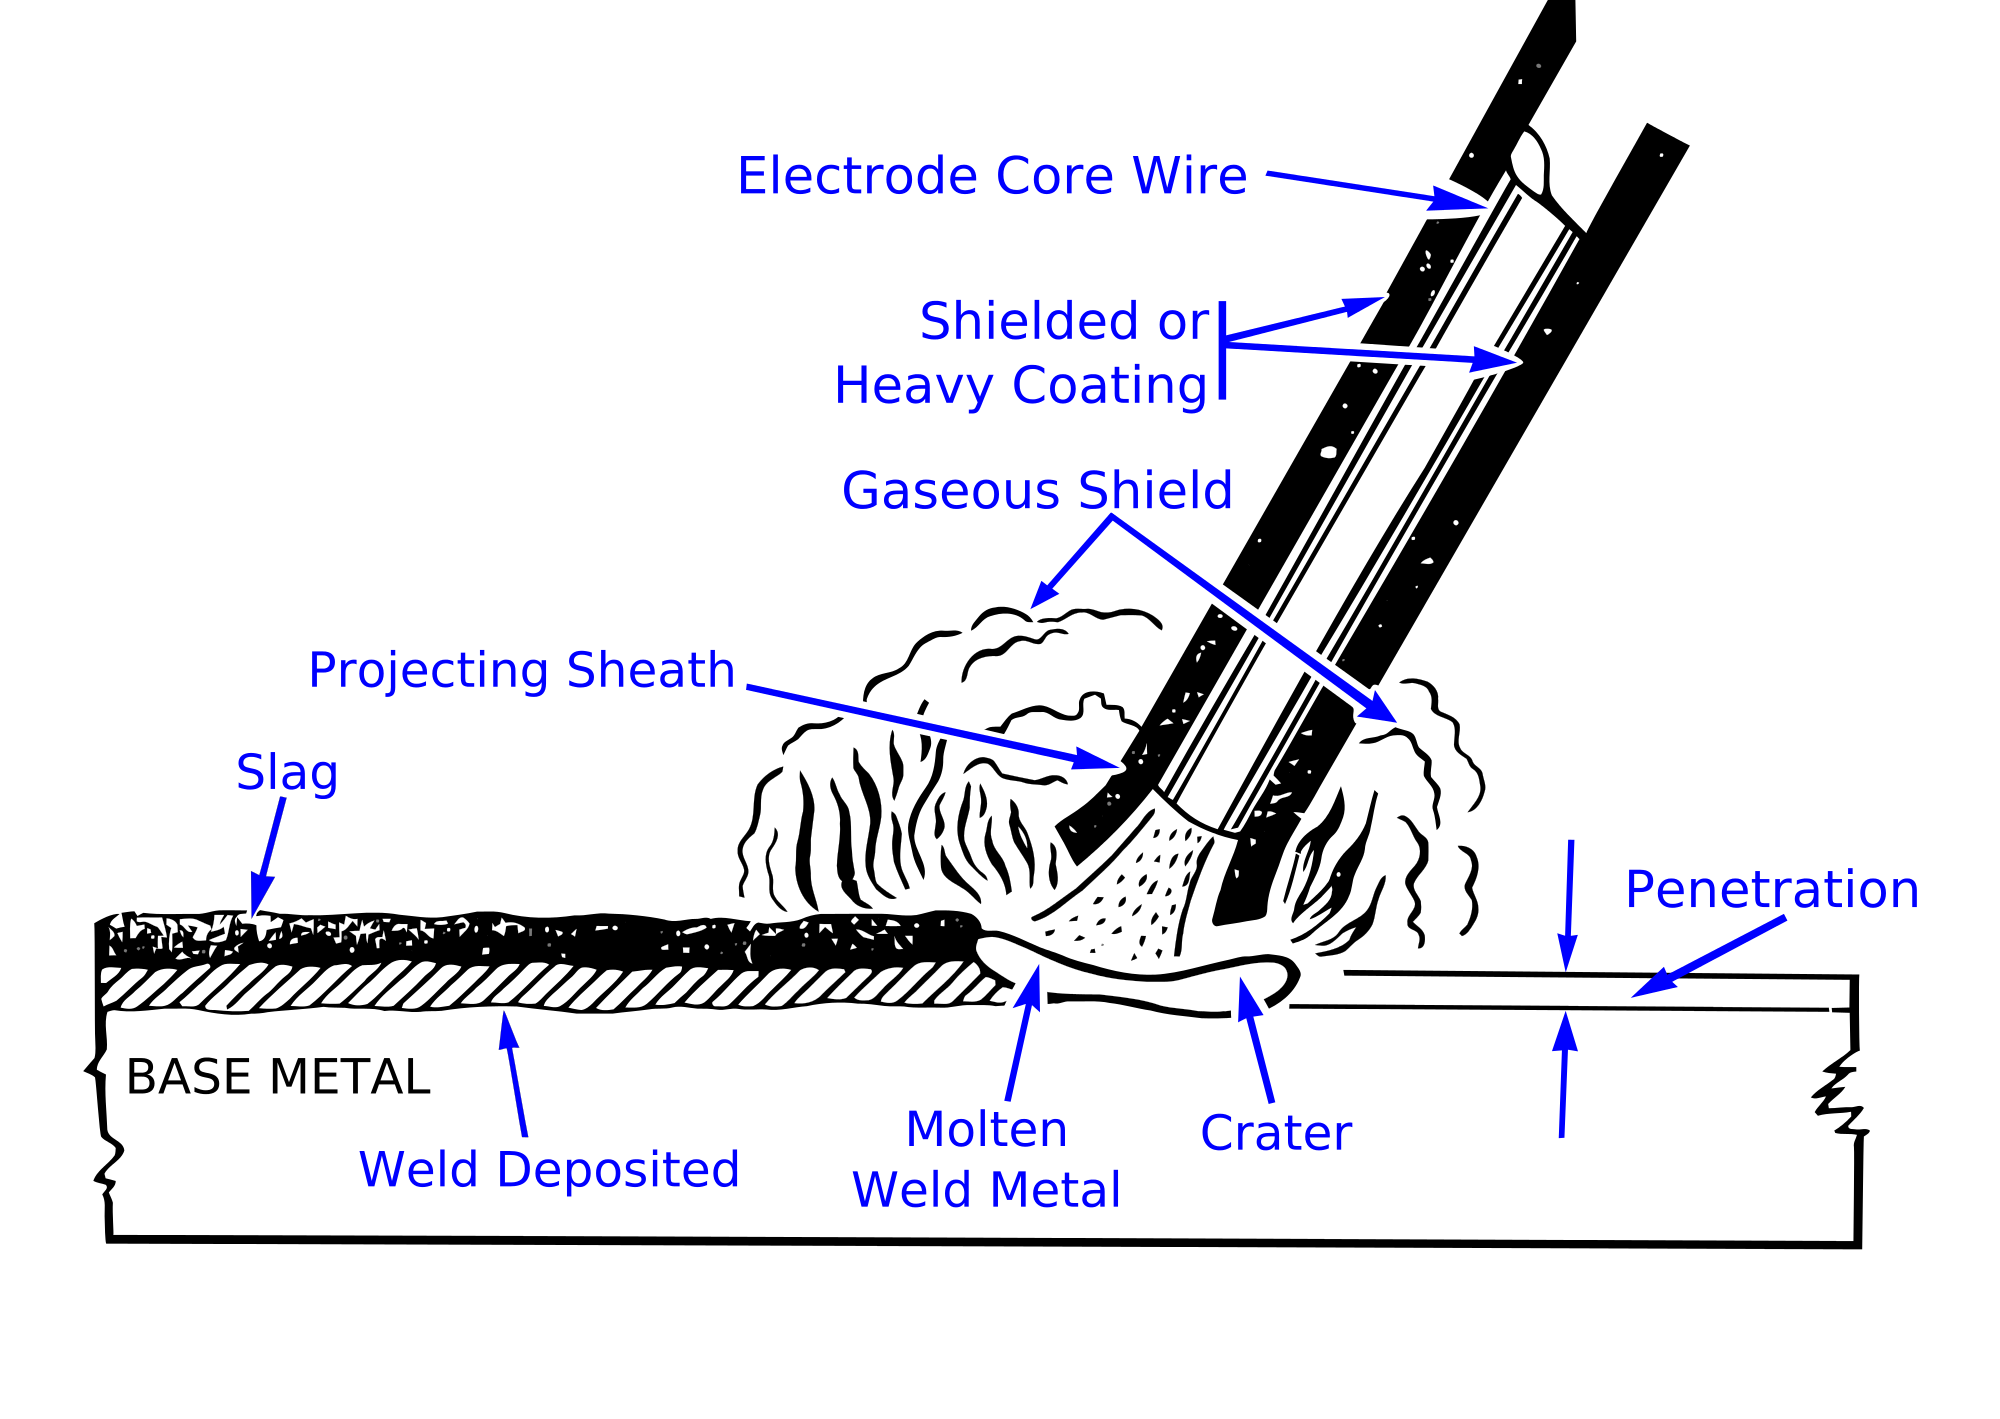 Electrode Core Wire
Shielded or
Heavy Coating
Gaseous Shield
Projecting Sheath
Slag
Penetration
BASE METAL
Weld Deposited
Molten
Weld Metal
Crater